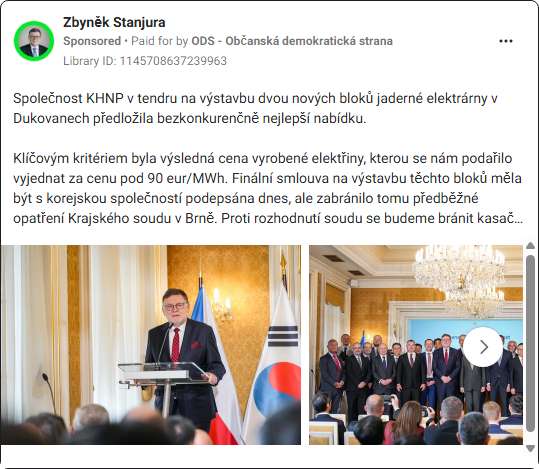 Zbyněk Stanjura
Sponsored • Paid for by ODS - Občanská demokratická strana
Library ID: 1145708637239963
Společnost KHNP v tendru na výstavbu dvou nových bloků jaderné elektrárny v
Dukovanech předložila bezkonkurenčně nejlepší nabídku.
Klíčovým kritériem byla výsledná cena vyrobené elektřiny, kterou se nám podařilo
vyjednat za cenu pod 90 eur/MWh. Finální smlouva na výstavbu těchto bloků měla
být s korejskou společností podepsána dnes, ale zabránilo tomu předběžné
opatření Krajského soudu v Brně. Proti rozhodnutí soudu se budeme bránit kasač...